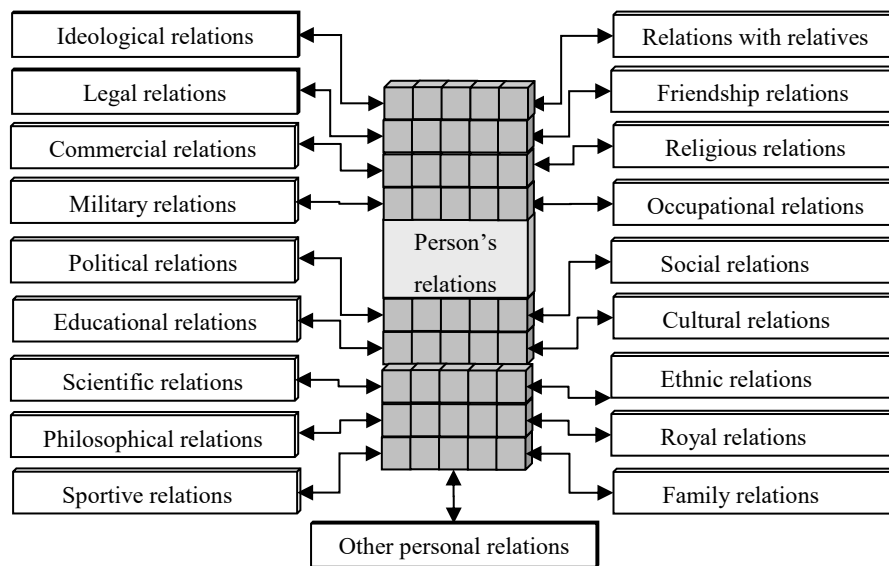 Ideological relations
Relations with relatives
Legal relations
Friendship relations
Commercial relations
Religious relations
Military relations
Occupational relations
Person’s
relations
Political relations
Social relations
Educational relations
Cultural relations
Scientific relations
Ethnic relations
Philosophical relations
Royal relations
Sportive relations
Family relations
Other personal relations